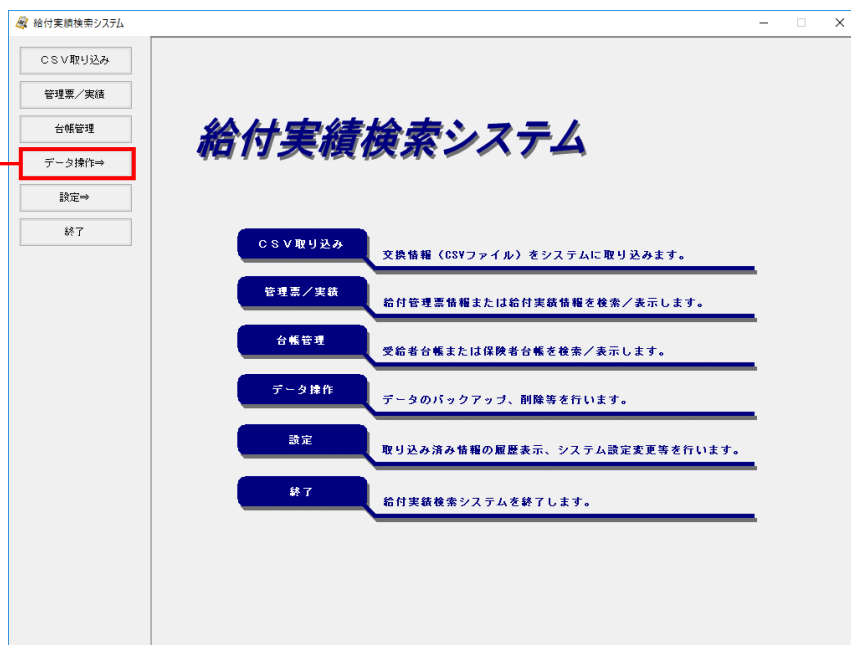 給付実績検索システム
CSV取り込み
管理票/実績
台帳管理
データ操作⇒
設定⇒
終了
給付実績検索システム
CSV取り込み
交換情報(CSVファイル)をシステムに取り込みます。
管理票/実績
給付管理票情報または給付実績情報を検索/表示します。
台帳管理
受給者台帳または保険者台帳を検索/表示します。
データ操作
データのバックアップ、削除等を行います。
設定
取り込み済み情報の履歴表示、システム設定変更等を行います。
終了
給付実績検索システムを終了します。